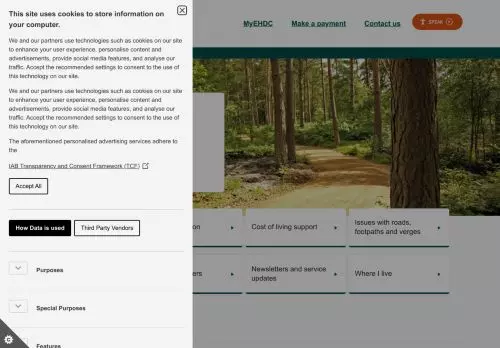 This site uses cookies to store information on
your computer.
We and our partners use technologies such as cookies on our site
to enhance your user experience, personalise content and
advertisements, provide social media features, and analyse our
traffic. Accept the recommended settings to consent to the use of
this technology on our site.
We and our partners use technologies such as cookies on our site
to enhance your user experience, personalise content and
advertisements, provide social media features, and analyse our
traffic. Accept the recommended settings to consent to the use of
this technology on our site.
The aforementioned personalised advertising services adhere to
the
IAB Transparency and Consent Framework (TCF)
Accept All
How Data is used
Third Party Vendors
Purposes
Special Purposes
Features
MyEHDC
Make a payment
Contact us
SPEAK
Cost of living support
Issues with roads,
footpaths and verges
Newsletters and service
updates
Where I live